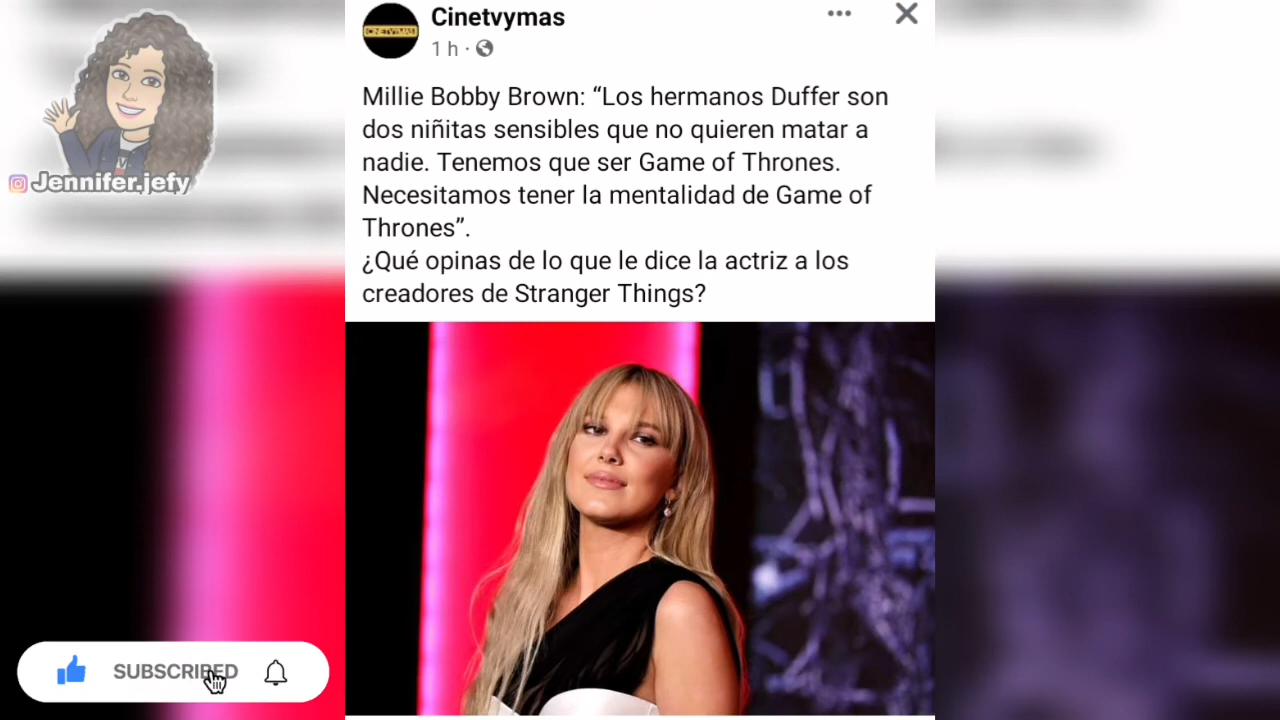 Cinetvymas
1 h ·
CINETVYMAS
Millie Bobby Brown: “Los hermanos Duffer son
dos niñitas sensibles que no quieren matar a
nadie. Tenemos que ser Game of Thrones.
Necesitamos tener la mentalidad de Game of
Thrones”.
¿Qué opinas de lo que le dice la actriz a los
creadores de Stranger Things?
Jennifer.jefy
SUBSCRIBED